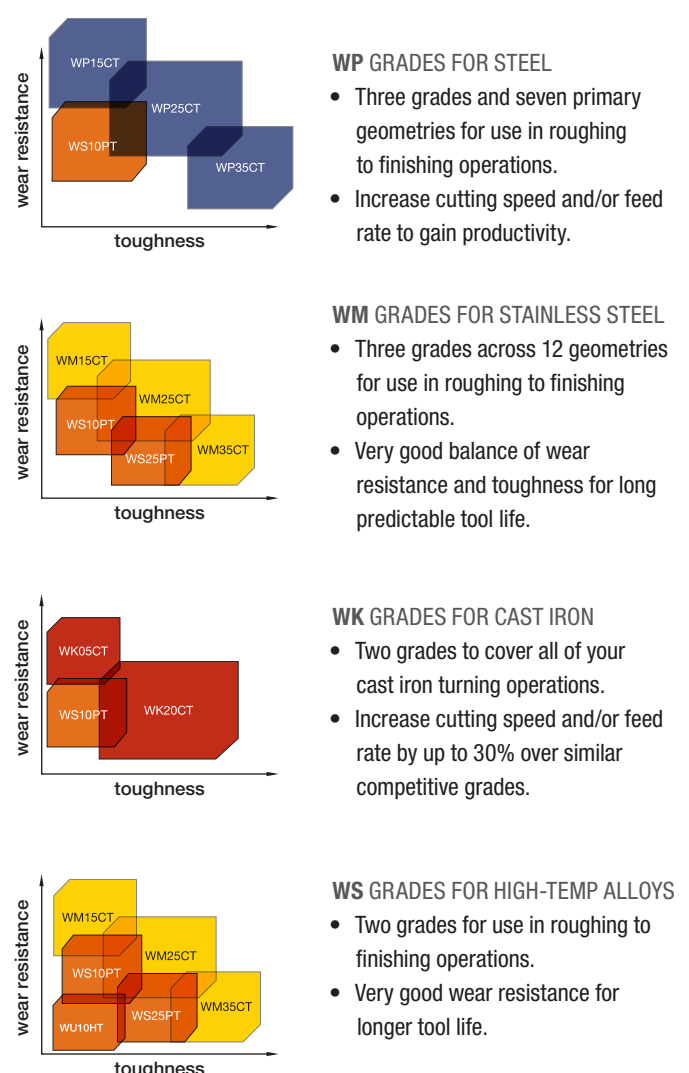 WP GRADES FOR STEEL
• Three grades and seven primary
geometries for use in roughing
to finishing operations.
• Increase cutting speed and/or feed
rate to gain productivity.
wear resistance
WP15CT
WP25CT
WS10PT
WP35CT
toughness
WM GRADES FOR STAINLESS STEEL
• Three grades across 12 geometries
for use in roughing to finishing
operations.
• Very good balance of wear
resistance and toughness for long
predictable tool life.
wear resistance
WM15CT
WM25CT
WS10PT
WM35CT
WS25PT
toughness
WK GRADES FOR CAST IRON
• Two grades to cover all of your
cast iron turning operations.
• Increase cutting speed and/or feed
rate by up to 30% over similar
competitive grades.
wear resistance
WK05CT
WS10PT
WK20CT
toughness
WS GRADES FOR HIGH-TEMP ALLOYS
• Two grades for use in roughing to
finishing operations.
• Very good wear resistance for
longer tool life.
wear resistance
WM15CT
WM25CT
WS10PT
WM35CT
WS25PT
WU10HT
toughness